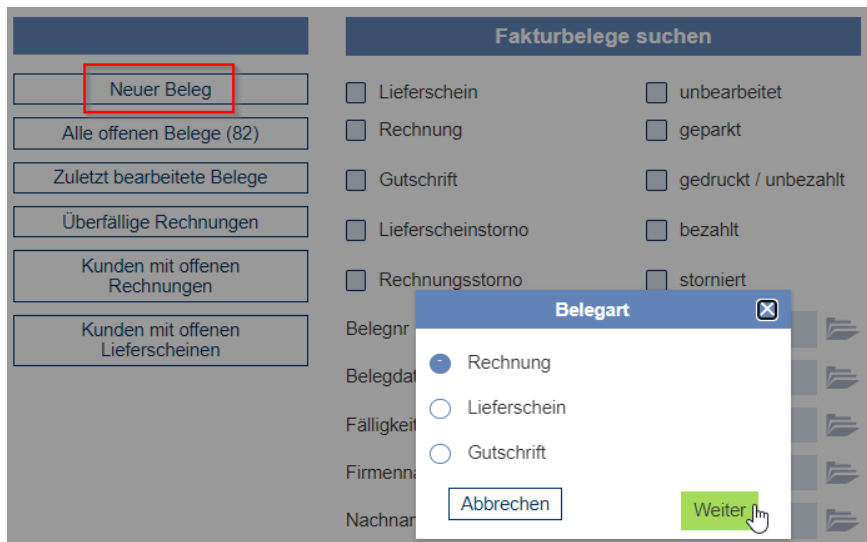 Fakturbelege suchen
Neuer Beleg
Alle offenen Belege (82)
Zuletzt bearbeitete Belege
Überfällige Rechnungen
Kunden mit offenen
Rechnungen
Kunden mit offenen
Lieferscheinen
Lieferschein
unbearbeitet
Rechnung
geparkt
Gutschrift
gedruckt / unbezahlt
Lieferscheinstorno
bezahlt
Rechnungsstorno
storniert
Belegnr
Belegdat
Fälligkeit
Firmenna
Nachnar
Belegart
Rechnung
Lieferschein
Gutschrift
Abbrechen
Weiter